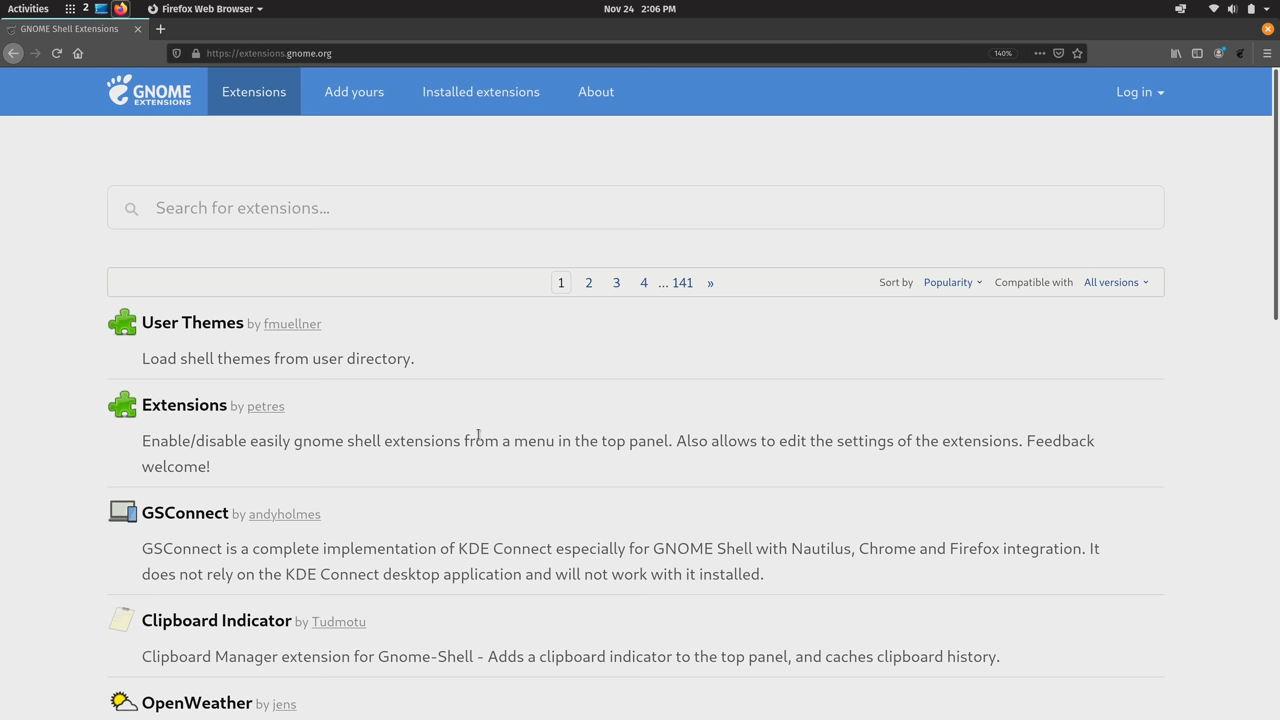 Activities 2 Firefox Web Browser Nov 24 2:06 PM
GNOME Shell Extensions
https://extensions.gnome.org 140%
GNOME EXTENSIONS Extensions Add yours Installed extensions About Log in
Search for extensions...
1 2 3 4 ... 141 » Sort by Popularity Compatible with All versions
User Themes by fmuellner
Load shell themes from user directory.
Extensions by petres
Enable/disable easily gnome shell extensions from a menu in the top panel. Also allows to edit the settings of the extensions. Feedback
welcome!
GSConnect by andyholmes
GSConnect is a complete implementation of KDE Connect especially for GNOME Shell with Nautilus, Chrome and Firefox integration. It
does not rely on the KDE Connect desktop application and will not work with it installed.
Clipboard Indicator by Tudmotu
Clipboard Manager extension for Gnome-Shell - Adds a clipboard indicator to the top panel, and caches clipboard history.
OpenWeather by jens